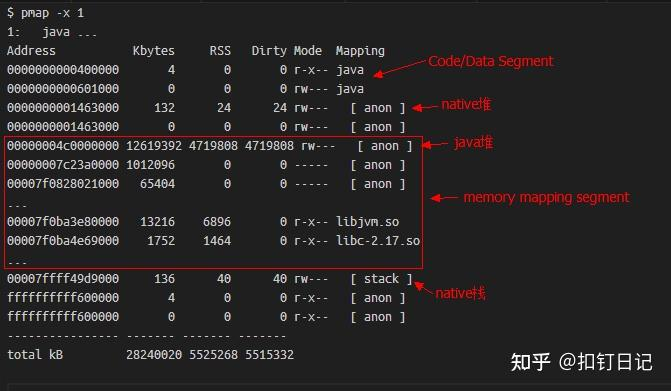 $ pmap -x 1
1:   java ...
Address           Kbytes     RSS   Dirty Mode  Mapping
0000000000400000       4       0       0 r-x-- java
Code/Data Segment
0000000000601000       0       0       0 rw--- java
0000000001463000     132      24      24 rw---   [ anon ]
native堆
0000000001463000       0       0       0 rw---   [ anon ]
00000004c0000000 12619392 4719808 4719808 rw---   [ anon ]
java堆
00000007c23a0000 1012096       0       0 -----   [ anon ]
00007f0828021000   65404       0       0 -----   [ anon ]
...
memory mapping segment
00007f0ba3e80000   13216    6896       0 r-x-- libjvm.so
00007f0ba4e69000    1752    1464       0 r-x-- libc-2.17.so
...
00007ffff49d9000     136      40      40 rw---   [ stack ]
native栈
ffffffffff600000       4       0       0 r-x--   [ anon ]
ffffffffff600000       0       0       0 r-x--   [ anon ]
---------------- ------- ------- -------
total kB         28240020 5525268 5515332
知乎 @扣钉日记